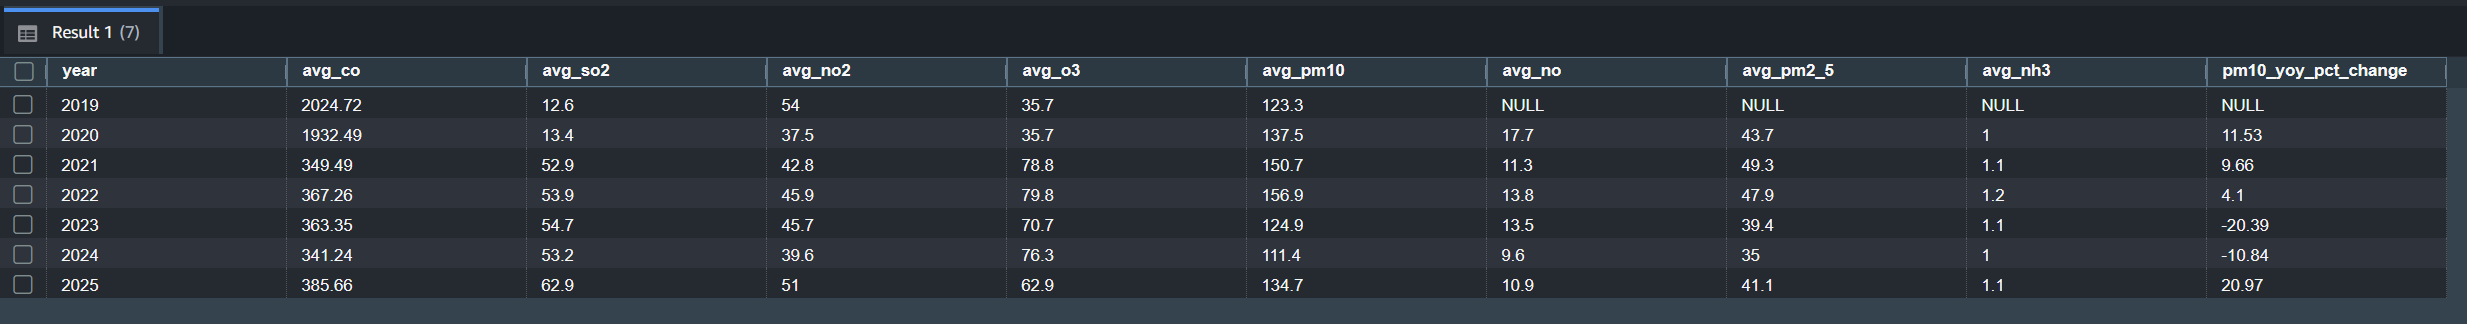 Result 1 (7)
year avg_co avg_so2 avg_no2 avg_o3 avg_pm10 avg_no avg_pm2_5 avg_nh3 pm10_yoy_pct_change
2019 2024.72 12.6 54 35.7 123.3 NULL NULL NULL NULL
2020 1932.49 13.4 37.5 35.7 137.5 17.7 43.7 1 11.53
2021 349.49 52.9 42.8 78.8 150.7 11.3 49.3 1.1 9.66
2022 367.26 53.9 45.9 79.8 156.9 13.8 47.9 1.2 4.1
2023 363.35 54.7 45.7 70.7 124.9 13.5 39.4 1.1 -20.39
2024 341.24 53.2 39.6 76.3 111.4 9.6 35 1 -10.84
2025 385.66 62.9 51 62.9 134.7 10.9 41.1 1.1 20.97